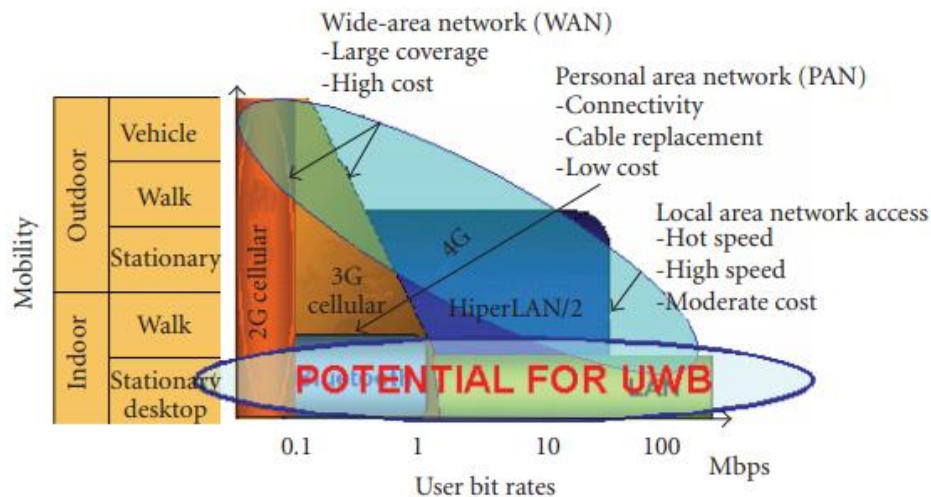 Wide-area network (WAN)
-Large coverage
-High cost
Personal area network (PAN)
-Connectivity
-Cable replacement
-Low cost
Local area network access
-Hot speed
-High speed
-Moderate cost
Mobility
Outdoor
Vehicle
Walk
Stationary
Indoor
Walk
Stationary
desktop
2G cellular
3G
cellular
4G
HiperLAN/2
Bluetooth
LAN
POTENTIAL FOR UWB
0.1 1 10 100
Mbps
User bit rates